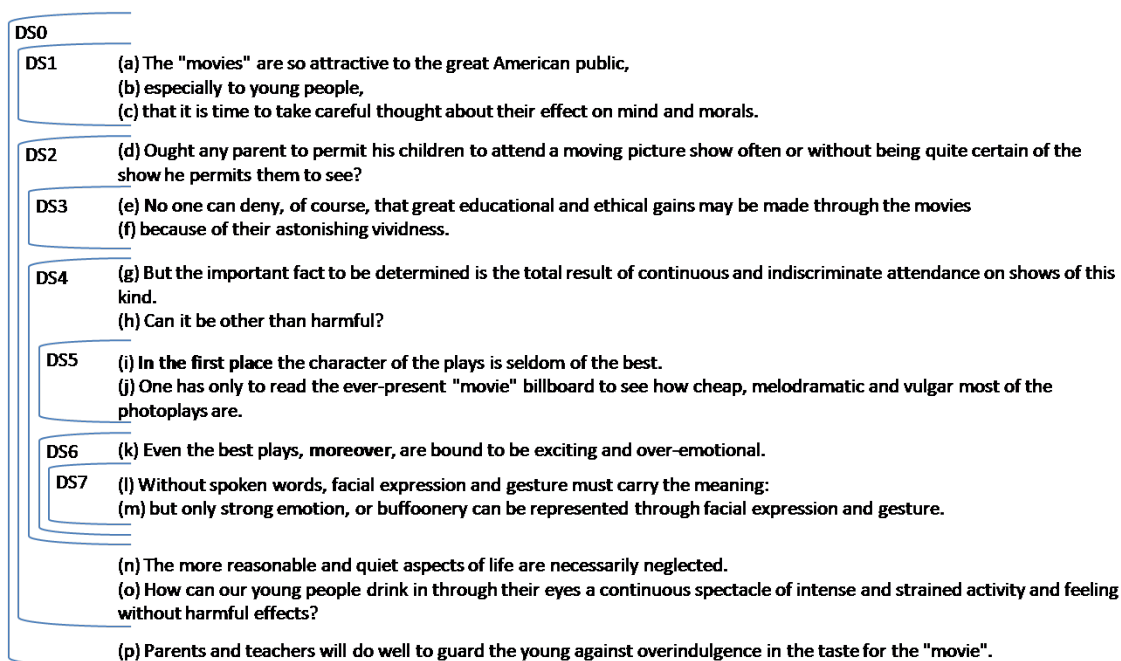 DS0
DS1 (a) The "movies" are so attractive to the great American public,
(b) especially to young people,
(c) that it is time to take careful thought about their effect on mind and morals.
DS2 (d) Ought any parent to permit his children to attend a moving picture show often or without being quite certain of the
show he permits them to see?
DS3 (e) No one can deny, of course, that great educational and ethical gains may be made through the movies
(f) because of their astonishing vividness.
DS4 (g) But the important fact to be determined is the total result of continuous and indiscriminate attendance on shows of this
kind.
(h) Can it be other than harmful?
DS5 (i) In the first place the character of the plays is seldom of the best.
(j) One has only to read the ever-present "movie" billboard to see how cheap, melodramatic and vulgar most of the
photoplays are.
DS6 (k) Even the best plays, moreover, are bound to be exciting and over-emotional.
DS7 (l) Without spoken words, facial expression and gesture must carry the meaning:
(m) but only strong emotion, or buffoonery can be represented through facial expression and gesture.
(n) The more reasonable and quiet aspects of life are necessarily neglected.
(o) How can our young people drink in through their eyes a continuous spectacle of intense and strained activity and feeling
without harmful effects?
(p) Parents and teachers will do well to guard the young against overindulgence in the taste for the "movie".